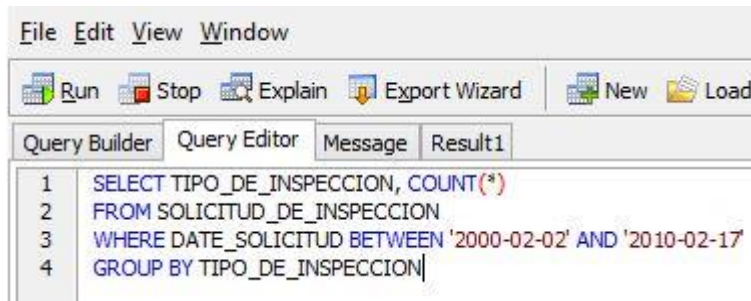 File Edit View Window
Run Stop Explain Export Wizard New Load
Query Builder Query Editor Message Result1
1 SELECT TIPO_DE_INSPECCION, COUNT(*)
2 FROM SOLICITUD_DE_INSPECCION
3 WHERE DATE_SOLICITUD BETWEEN '2000-02-02' AND '2010-02-17'
4 GROUP BY TIPO_DE_INSPECCION